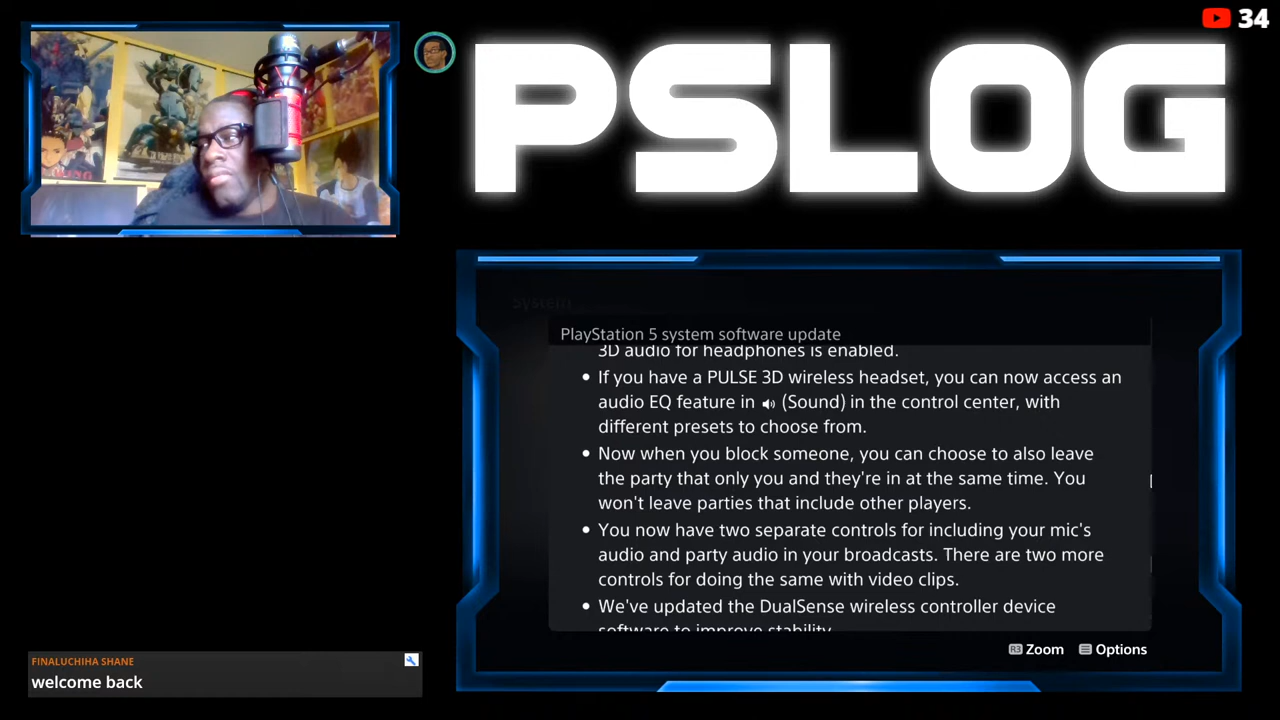 34
PSLOG
System
PlayStation 5 system software update
3D audio for headphones is enabled.
• If you have a PULSE 3D wireless headset, you can now access an
audio EQ feature in (Sound) in the control center, with
different presets to choose from.
• Now when you block someone, you can choose to also leave
the party that only you and they're in at the same time. You
won't leave parties that include other players.
• You now have two separate controls for including your mic's
audio and party audio in your broadcasts. There are two more
controls for doing the same with video clips.
• We've updated the DualSense wireless controller device
software to improve stability.
R3 Zoom Options
FINALUCHIHA SHANE
welcome back